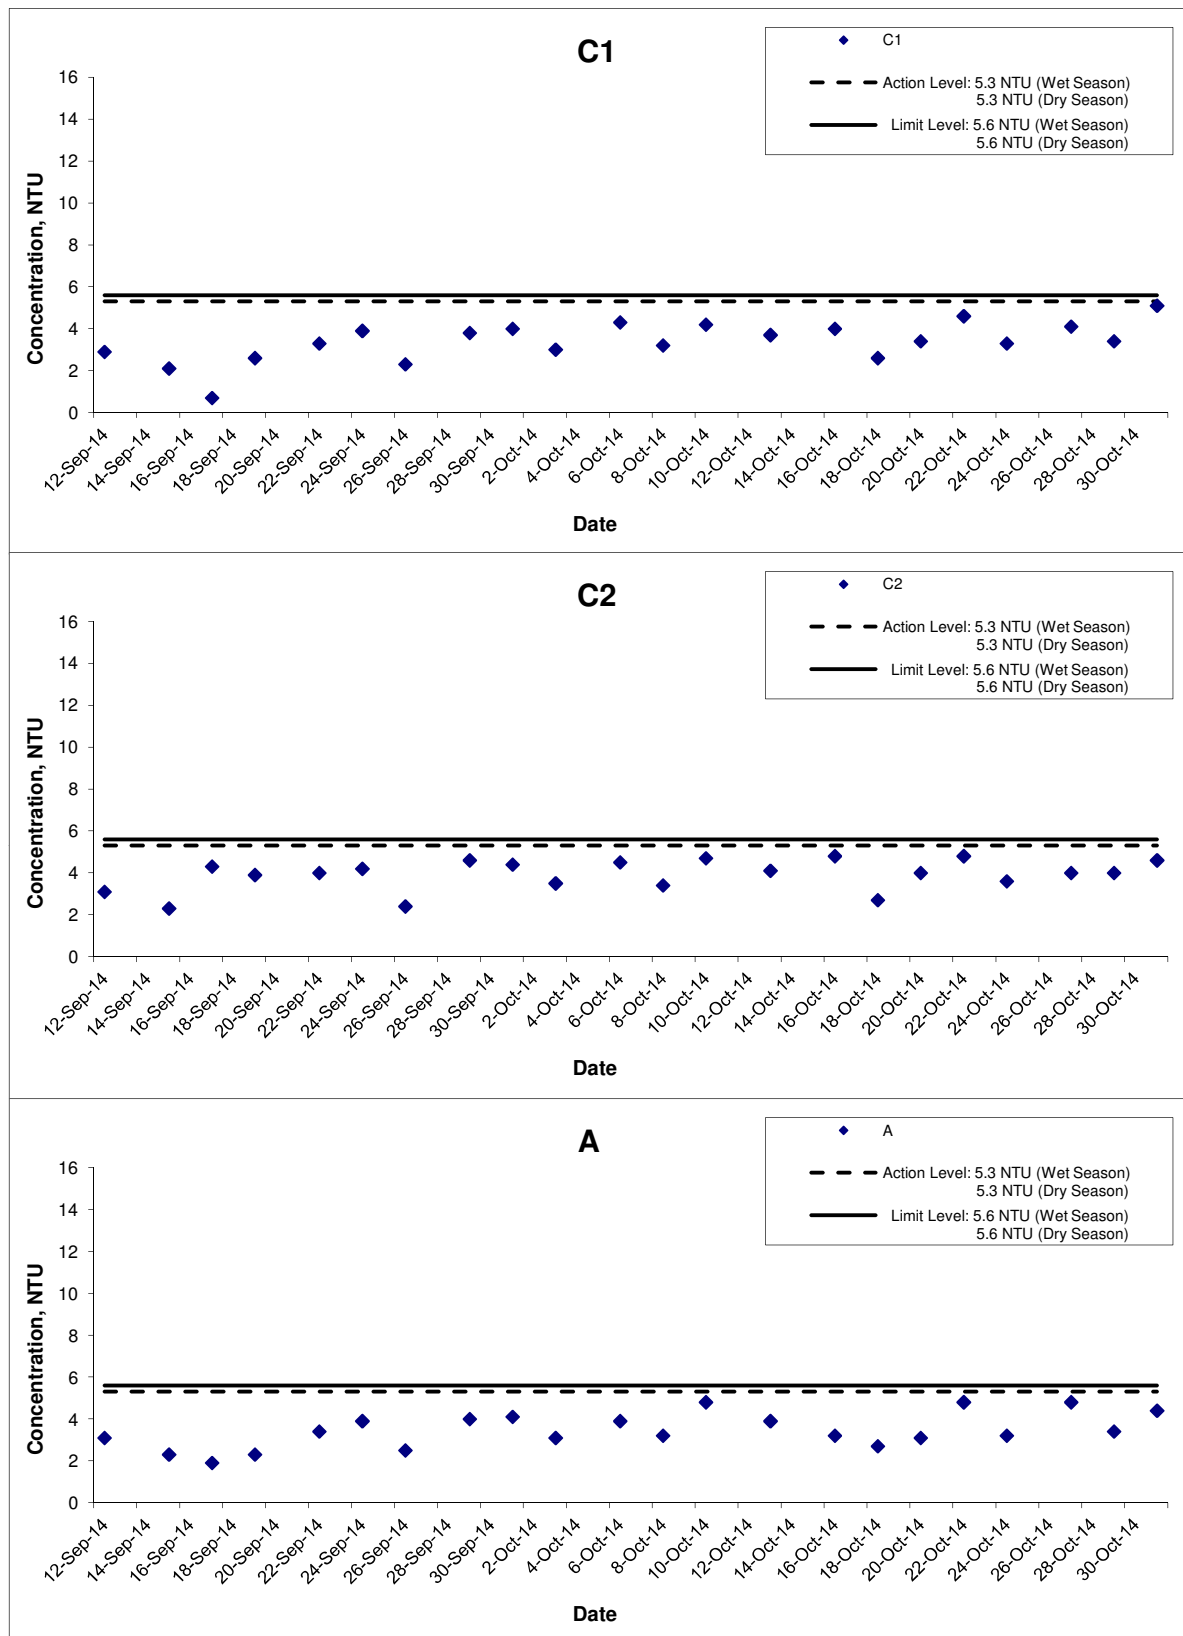 C1
C1
Action Level: 5.3 NTU (Wet Season)
5.3 NTU (Dry Season)
Limit Level: 5.6 NTU (Wet Season)
5.6 NTU (Dry Season)
Concentration, NTU
16
14
12
10
8
6
4
2
0
12-Sep-14
14-Sep-14
16-Sep-14
18-Sep-14
20-Sep-14
22-Sep-14
24-Sep-14
26-Sep-14
28-Sep-14
30-Sep-14
2-Oct-14
4-Oct-14
6-Oct-14
8-Oct-14
10-Oct-14
12-Oct-14
14-Oct-14
16-Oct-14
18-Oct-14
20-Oct-14
22-Oct-14
24-Oct-14
26-Oct-14
28-Oct-14
30-Oct-14
Date
C2
C2
Action Level: 5.3 NTU (Wet Season)
5.3 NTU (Dry Season)
Limit Level: 5.6 NTU (Wet Season)
5.6 NTU (Dry Season)
Concentration, NTU
16
14
12
10
8
6
4
2
0
12-Sep-14
14-Sep-14
16-Sep-14
18-Sep-14
20-Sep-14
22-Sep-14
24-Sep-14
26-Sep-14
28-Sep-14
30-Sep-14
2-Oct-14
4-Oct-14
6-Oct-14
8-Oct-14
10-Oct-14
12-Oct-14
14-Oct-14
16-Oct-14
18-Oct-14
20-Oct-14
22-Oct-14
24-Oct-14
26-Oct-14
28-Oct-14
30-Oct-14
Date
A
A
Action Level: 5.3 NTU (Wet Season)
5.3 NTU (Dry Season)
Limit Level: 5.6 NTU (Wet Season)
5.6 NTU (Dry Season)
Concentration, NTU
16
14
12
10
8
6
4
2
0
12-Sep-14
14-Sep-14
16-Sep-14
18-Sep-14
20-Sep-14
22-Sep-14
24-Sep-14
26-Sep-14
28-Sep-14
30-Sep-14
2-Oct-14
4-Oct-14
6-Oct-14
8-Oct-14
10-Oct-14
12-Oct-14
14-Oct-14
16-Oct-14
18-Oct-14
20-Oct-14
22-Oct-14
24-Oct-14
26-Oct-14
28-Oct-14
30-Oct-14
Date